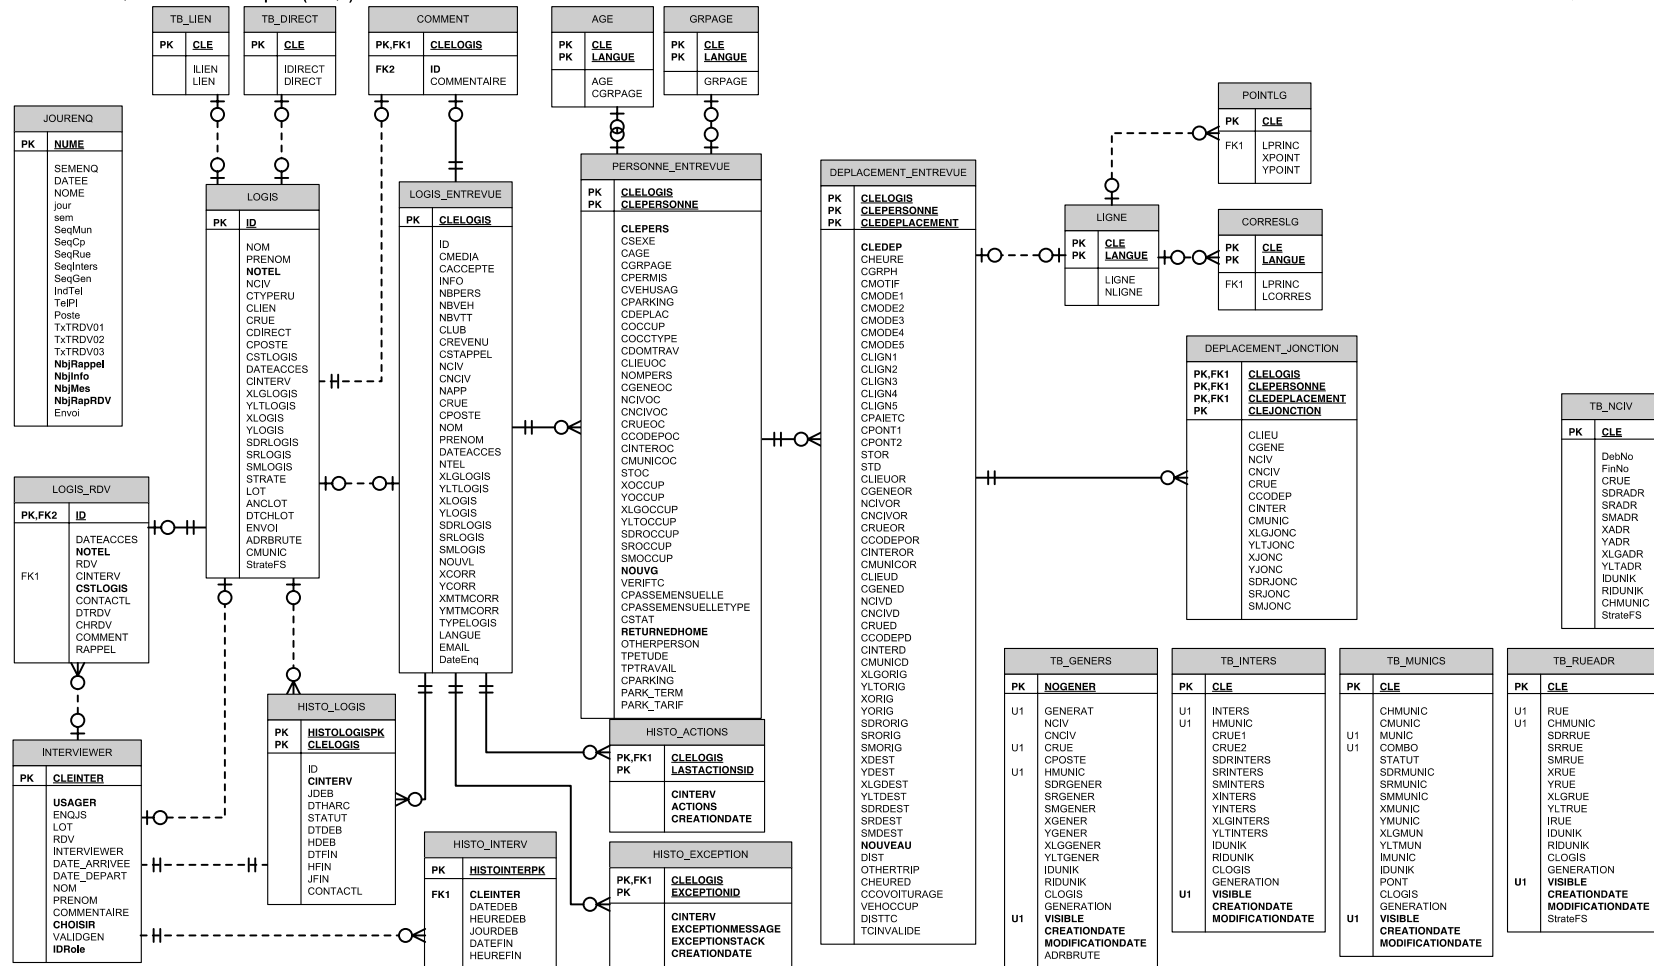 TB_LIEN
PK CLE
ILIEN
LIEN
TB_DIRECT
PK CLE
IDIRECT
DIRECT
COMMENT
PK,FK1 CLELOGIS
FK2 ID
COMMENTAIRE
AGE
PK CLE
PK LANGUE
AGE
CGRPAGE
GRPAGE
PK CLE
PK LANGUE
GRPAGE
JOURENQ
PK NUME
SEMENQ
DATEE
NOME
jour
sem
SeqMun
SeqCp
SeqRue
SeqInters
SeqGen
IndTel
TelPl
Poste
TxTRDV01
TxTRDV02
TxTRDV03
NbjRappel
NbjInfo
NbjMes
NbjRapRDV
Envoi
LOGIS
PK ID
NOM
PRENOM
NOTEL
NCIV
CTYPERU
CLIEN
CRUE
CDIRECT
CPOSTE
CSTLOGIS
DATEACCES
CINTERV
XLGLOGIS
YLTLOGIS
XLOGIS
YLOGIS
SDRLOGIS
SRLOGIS
SMLOGIS
STRATE
LOT
ANCLOT
DTCHLOT
ENVOI
ADRBRUTE
CMUNIC
StrateFS
LOGIS_ENTREVUE
PK CLELOGIS
ID
CMEDIA
CACCEPTE
INFO
NBPERS
NBVEH
NBVTT
CLUB
CREVENU
CSTAPPEL
NCIV
CNCIV
NAPP
CRUE
CPOSTE
NOM
PRENOM
DATEACCES
NTEL
XLGLOGIS
YLTLOGIS
XLOGIS
YLOGIS
SDRLOGIS
SRLOGIS
SMLOGIS
NOUVL
XCORR
YCORR
XMTMCORR
YMTMCORR
TYPELOGIS
LANGUE
EMAIL
DateEnq
PERSONNE_ENTREVUE
PK CLELOGIS
PK CLEPERSONNE
CLEPERS
CSEXE
CAGE
CGRPAGE
CPERMIS
CVEHUSAG
CPARKING
CDEPLAC
COCCUP
COCCTYPE
CDOMTRAV
CLIEUOC
NOMPERS
CGENEOC
NCIVOC
CNCIVOC
CRUEOC
CCODEPOC
CINTEROC
CMUNICOC
STOC
XOCCUP
YOCCUP
XLGOCCUP
YLTOCCUP
SDROCCUP
SROCCUP
SMOCCUP
NOUVG
VERIFTC
CPASSEMENSUELLE
CPASSEMENSUELLETYPE
CSTAT
RETURNEDHOME
OTHERPERSON
TPETUDE
TPTRAVAIL
CPARKING
PARK_TERM
PARK_TARIF
DEPLACEMENT_ENTREVUE
PK CLELOGIS
PK CLEPERSONNE
PK CLEDEPLACEMENT
CLEDEP
CHEURE
CGRPH
CMOTIF
CMODE1
CMODE2
CMODE3
CMODE4
CMODE5
CLIGN1
CLIGN2
CLIGN3
CLIGN4
CLIGN5
CPAIETC
CPONT1
CPONT2
STOR
STD
CLIEUOR
CGENEOR
NCIVOR
CNCIVOR
CRUEOR
CCODEPOR
CINTEROR
CMUNICOR
CLIEUD
CGENED
NCIVD
CNCIVD
CRUED
CCODEPD
CINTERD
CMUNICD
XLGORIG
YLTORIG
XORIG
YORIG
SDRORIG
SRORIG
SMORIG
XDEST
YDEST
XLGDEST
YLTDEST
SDRDEST
SRDEST
SMDEST
NOUVEAU
DIST
OTHERTRIP
CHEURED
CCOVOITURAGE
VEHOCCUP
DISTTC
TCINVALIDE
POINTLG
PK CLE
FK1 LPRINC
XPOINT
YPOINT
LIGNE
PK CLE
PK LANGUE
LIGNE
NLIGNE
CORRESLG
PK CLE
PK LANGUE
FK1 LPRINC
LCORRES
DEPLACEMENT_JONCTION
PK,FK1 CLELOGIS
PK,FK1 CLEPERSONNE
PK,FK1 CLEDEPLACEMENT
PK CLEJONCTION
CLIEU
CGENE
NCIV
CNCIV
CRUE
CCODEP
CINTER
CMUNIC
XLGJONC
YLTJONC
XJONC
YJONC
SDRJONC
SRJONC
SMJONC
TB_NCIV
PK CLE
DebNo
FinNo
CRUE
SDRADR
SRADR
SMADR
XADR
YADR
XLGADR
YLTADR
IDUNIK
RIDUNIK
CHMUNIC
StrateFS
LOGIS_RDV
PK,FK2 ID
DATEACCES
NOTEL
RDV
FK1 CINTERV
CSTLOGIS
CONTACTL
DTRDV
CHRDV
COMMENT
RAPPEL
INTERVIEWER
PK CLEINTER
USAGER
ENQJS
LOT
RDV
INTERVIEWER
DATE_ARRIVEE
DATE_DEPART
NOM
PRENOM
COMMENTAIRE
CHOISIR
VALIDGEN
IDRole
HISTO_LOGIS
PK HISTOLOGISPK
PK CLELOGIS
ID
CINTERV
JDEB
DTHARC
STATUT
DTDEB
HDEB
DTFIN
HFIN
JFIN
CONTACTL
HISTO_INTERV
PK HISTOINTERPK
FK1 CLEINTER
DATEDEB
HEUREDEB
JOURDEB
DATEFIN
HEUREFIN
HISTO_ACTIONS
PK,FK1 CLELOGIS
PK LASTACTIONSID
CINTERV
ACTIONS
CREATIONDATE
HISTO_EXCEPTION
PK,FK1 CLELOGIS
PK EXCEPTIONID
CINTERV
EXCEPTIONMESSAGE
EXCEPTIONSTACK
CREATIONDATE
TB_GENERS
PK NOGENER
U1 GENERAT
NCIV
CNCIV
U1 CRUE
CPOSTE
U1 HMUNIC
SDRGENER
SRGENER
SMGENER
XGENER
YGENER
XLGGENER
YLTGENER
IDUNIK
RIDUNIK
CLOGIS
GENERATION
U1 VISIBLE
CREATIONDATE
MODIFICATIONDATE
ADRBRUTE
TB_INTERS
PK CLE
U1 INTERS
U1 HMUNIC
CRUE1
CRUE2
SDRINTERS
SRINTERS
SMINTERS
XINTERS
YINTERS
XLGINTERS
YLTINTERS
IDUNIK
RIDUNIK
CLOGIS
GENERATION
U1 VISIBLE
CREATIONDATE
MODIFICATIONDATE
TB_MUNICS
PK CLE
CHMUNIC
CMUNIC
U1 MUNIC
U1 COMBO
STATUT
SDRMUNIC
SRMUNIC
SMMUNIC
XMUNIC
YMUNIC
XLGMUN
YLTMUN
IMUNIC
IDUNIK
PONT
CLOGIS
GENERATION
U1 VISIBLE
CREATIONDATE
MODIFICATIONDATE
TB_RUEADR
PK CLE
U1 RUE
U1 CHMUNIC
SDRRUE
SRRUE
SMRUE
XRUE
YRUE
XLGRUE
YLTRUE
IRUE
IDUNIK
RIDUNIK
CLOGIS
GENERATION
U1 VISIBLE
CREATIONDATE
MODIFICATIONDATE
StrateFS